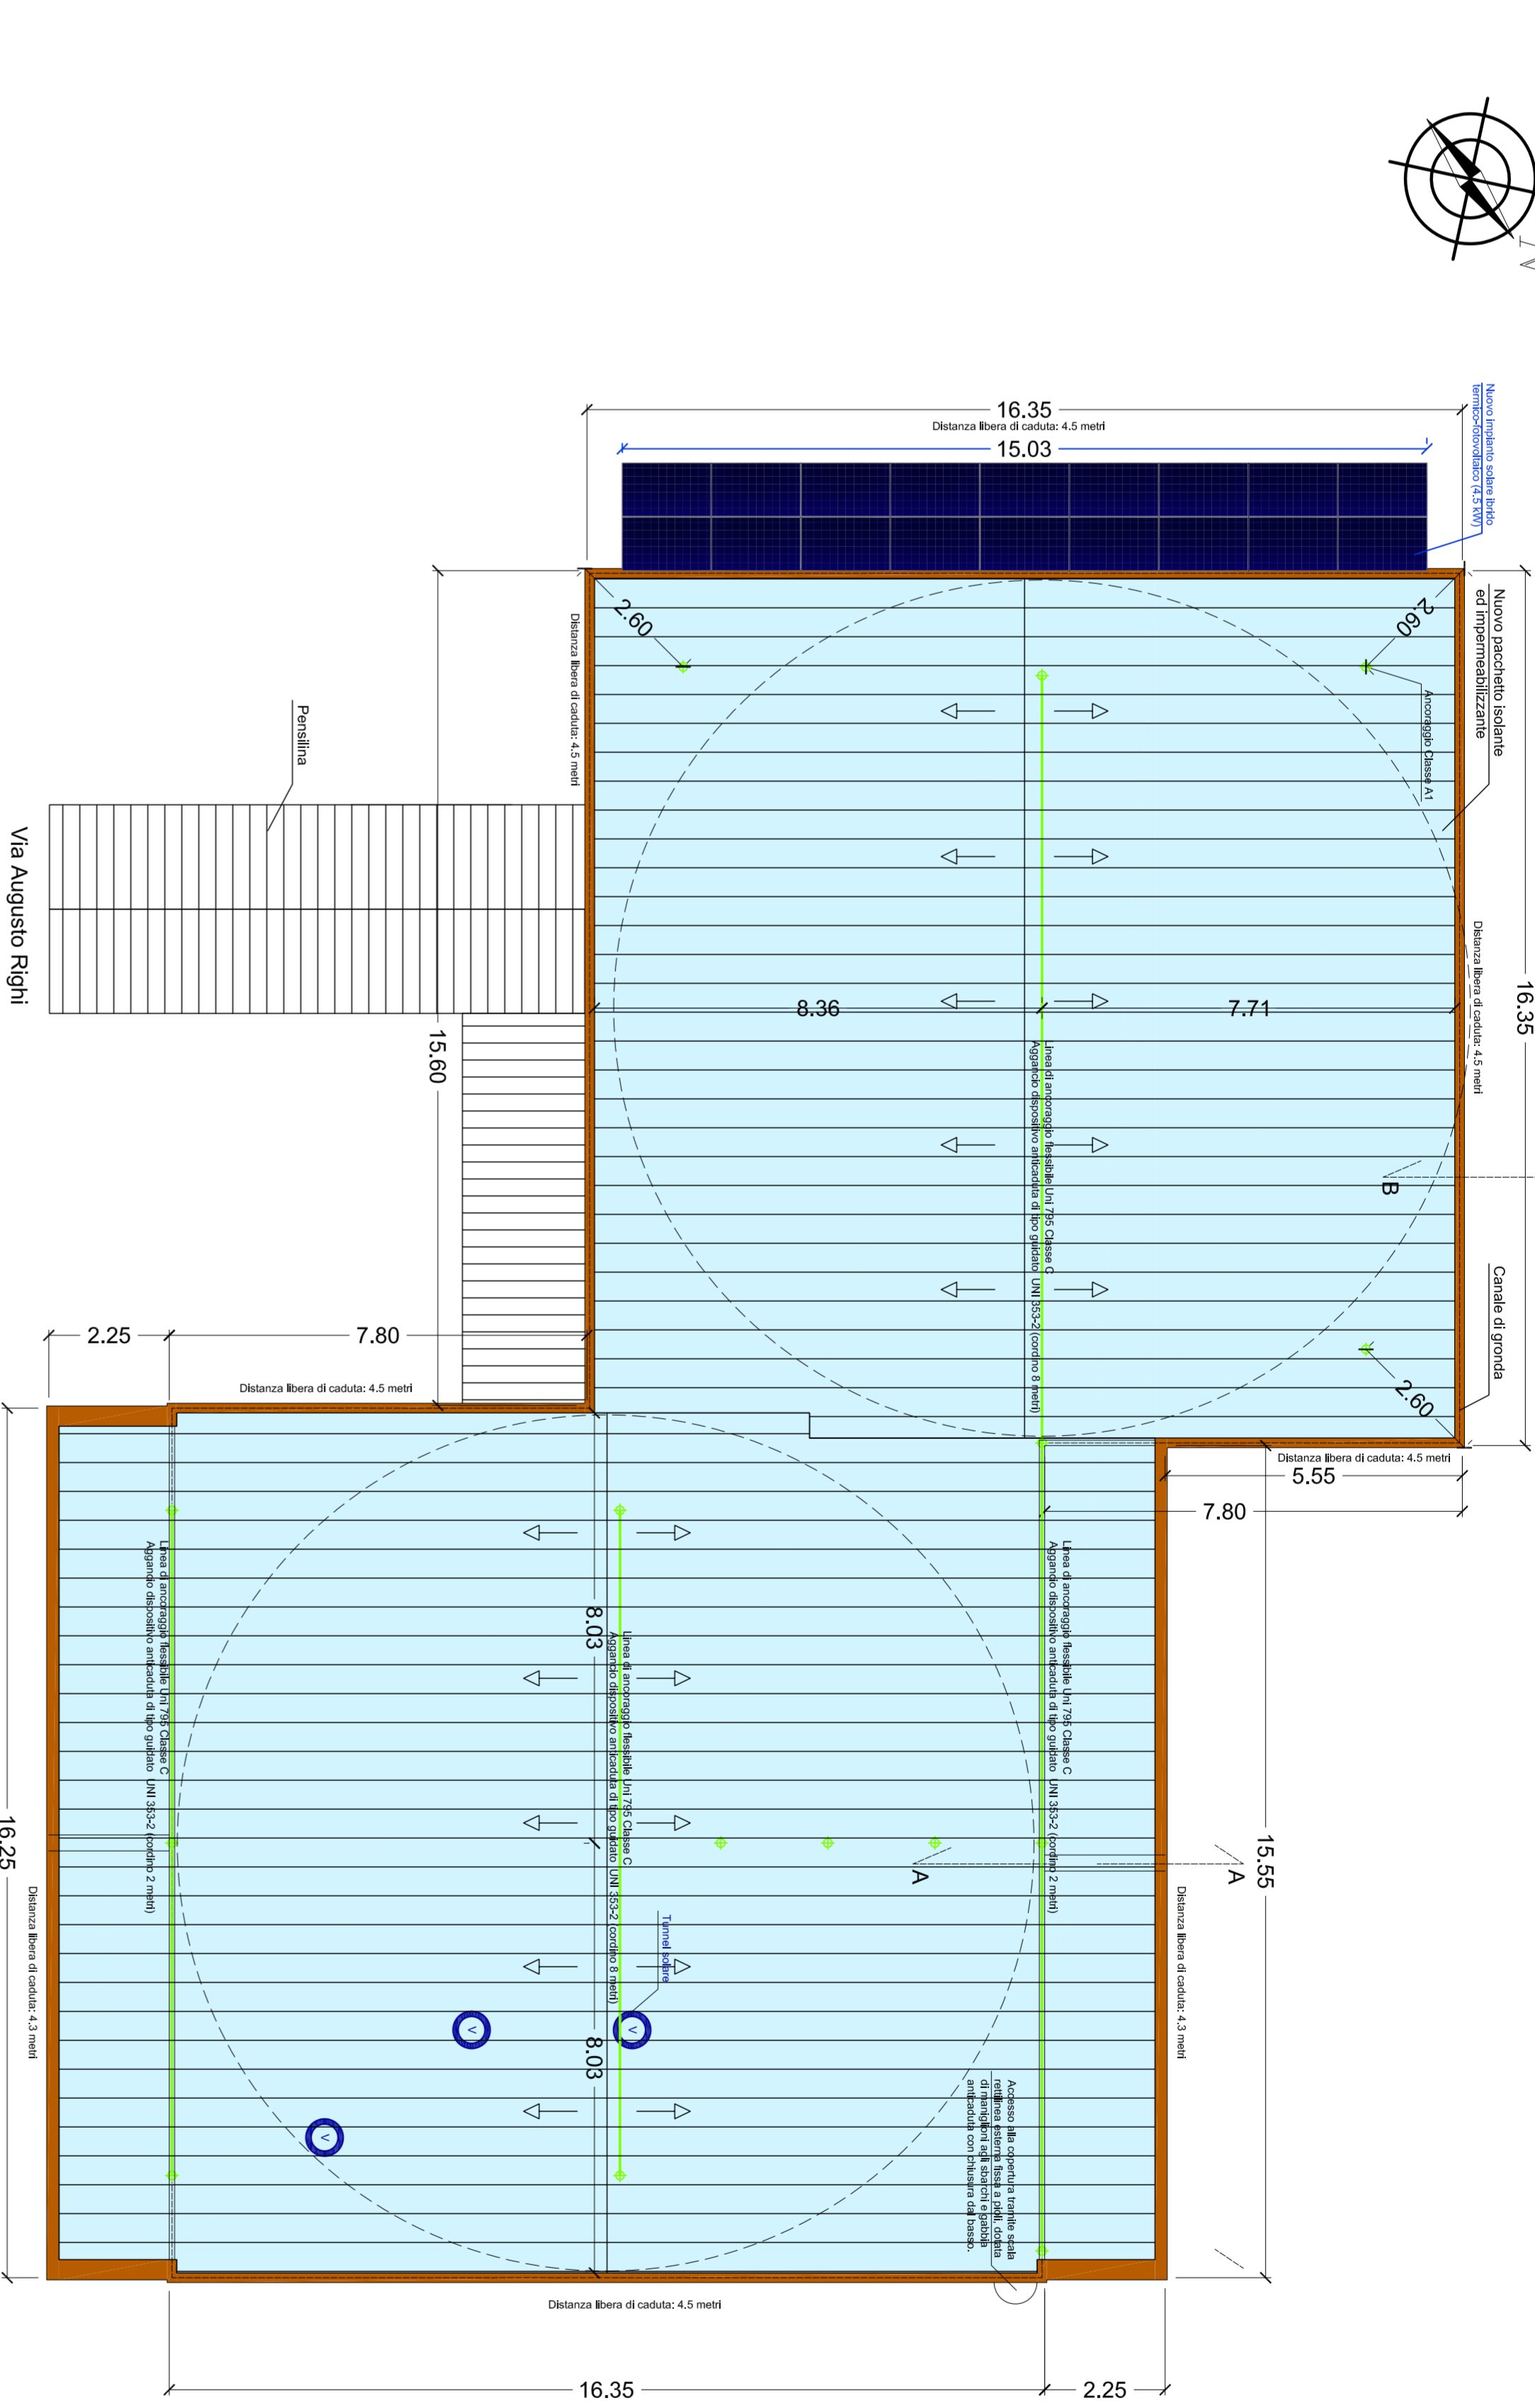 N
16.35
Distanza libera di caduta: 4.5 metri
15.03
Nuovo impianto solare ibrido
termico-fotovoltaico (4.5 kW)
Nuovo pacchetto isolante
ed impermeabilizzante
2.60
2.60
Ancoraggio Classe A1
Distanza libera di caduta: 4.5 metri
Pensilina
Via Augusto Righi
15.60
8.36
7.71
16.35
Distanza libera di caduta: 4.5 metri
Linea di ancoraggio flessibile Uni 795 Classe C
Aggancio dispositivo anticaduta di tipo guidato UNI 353-2 (cordino 8 metri)
B
Canale di gronda
2.60
2.25
7.80
Distanza libera di caduta: 4.5 metri
Distanza libera di caduta: 4.5 metri
5.55
7.80
Linea di ancoraggio flessibile Uni 795 Classe C
Aggancio dispositivo anticaduta di tipo guidato UNI 353-2 (cordino 2 metri)
8.03
Linea di ancoraggio flessibile Uni 795 Classe C
Aggancio dispositivo anticaduta di tipo guidato UNI 353-2 (cordino 8 metri)
Linea di ancoraggio flessibile Uni 795 Classe C
Aggancio dispositivo anticaduta di tipo guidato UNI 353-2 (cordino 2 metri)
A
A
15.55
16.25
Distanza libera di caduta: 4.3 metri
Distanza libera di caduta: 4.3 metri
Tunnel solare
V
V
V
8.03
Accesso alla copertura tramite scala
rettilinea esterna fissa a pioli, dotata
di maniglioni agli sbarchi e gabbia
anticaduta con chiusura dal basso.
Distanza libera di caduta: 4.5 metri
16.35
2.25